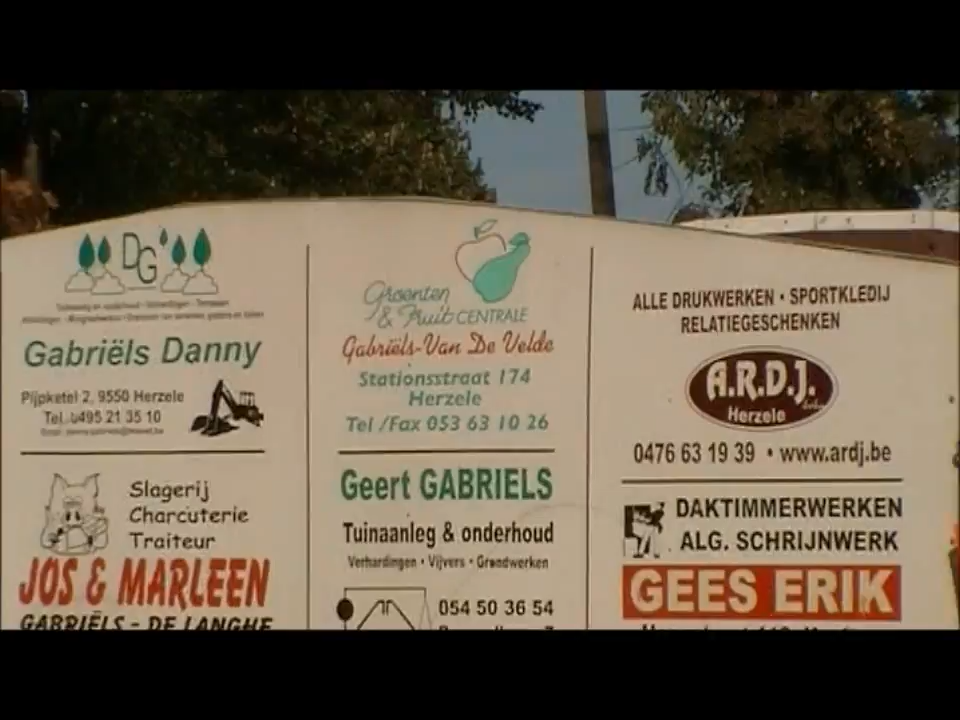 DG
Gabriëls Danny
Pijpketel 2, 9550 Herzele
Tel. 0495 21 35 10
Slagerij
Charcuterie
Traiteur
JOS & MARLEEN
GABRIËLS - DE LANGHE
Groenten
& Fruit CENTRALE
Gabriëls-Van De Velde
Stationsstraat 174
Herzele
Tel /Fax 053 63 10 26
Geert GABRIELS
Tuinaanleg & onderhoud
Verhardingen • Vijvers • Grondwerken
054 50 36 54
ALLE DRUKWERKEN • SPORTKLEDIJ
RELATIEGESCHENKEN
A.R.D.J.
Herzele
0476 63 19 39 • www.ardj.be
DAKTIMMERWERKEN
ALG. SCHRIJNWERK
GEES ERIK